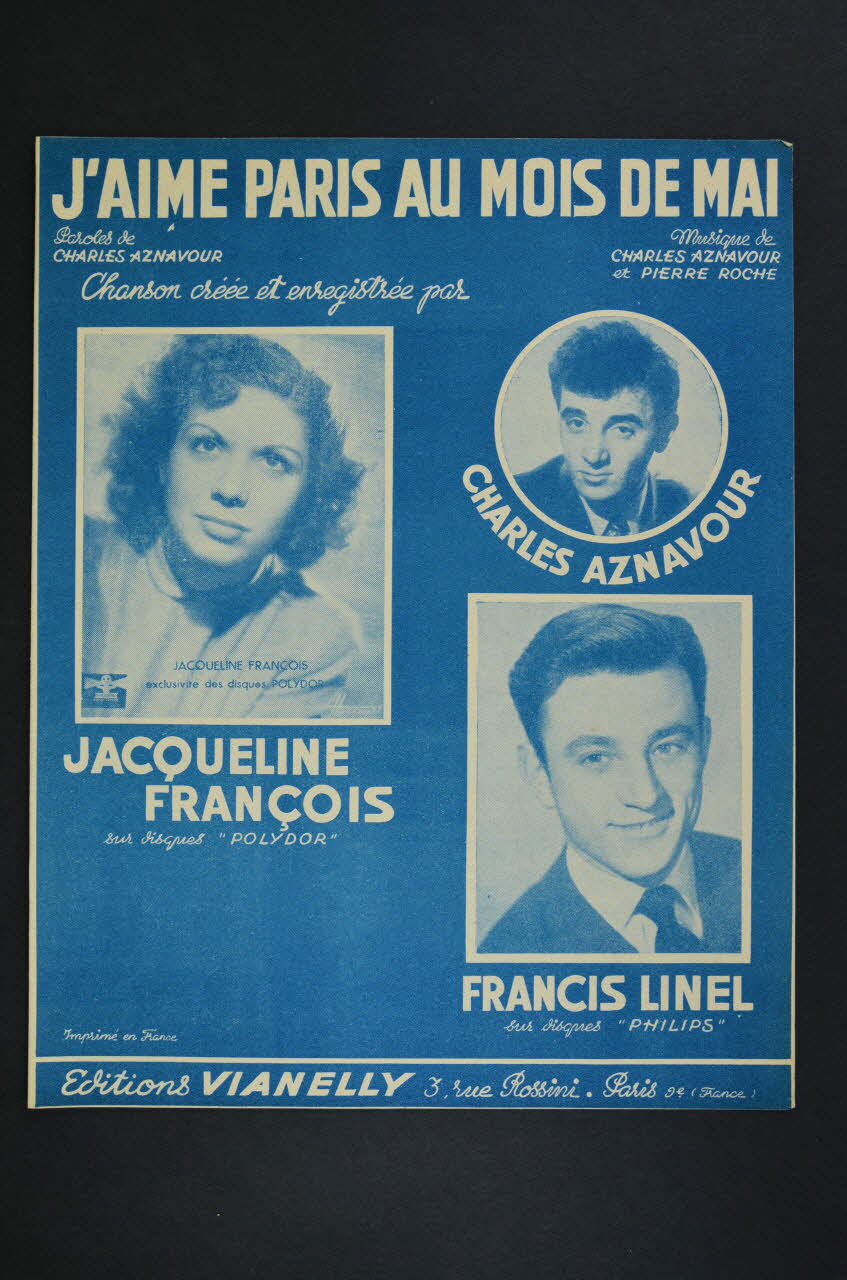 J'AIME PARIS AU MOIS DE MAI
Paroles de
CHARLES AZNAVOUR
Musique de
CHARLES AZNAVOUR
et PIERRE ROCHE
Chanson créée et enregistrée par
JACQUELINE FRANÇOIS
exclusivité des disques POLYDOR
JACQUELINE
FRANÇOIS
sur disques "POLYDOR"
CHARLES AZNAVOUR
FRANCIS LINEL
sur disques "PHILIPS"
Imprimé en France
Editions VIANELLY 3, rue Rossini. Paris 9e (France)